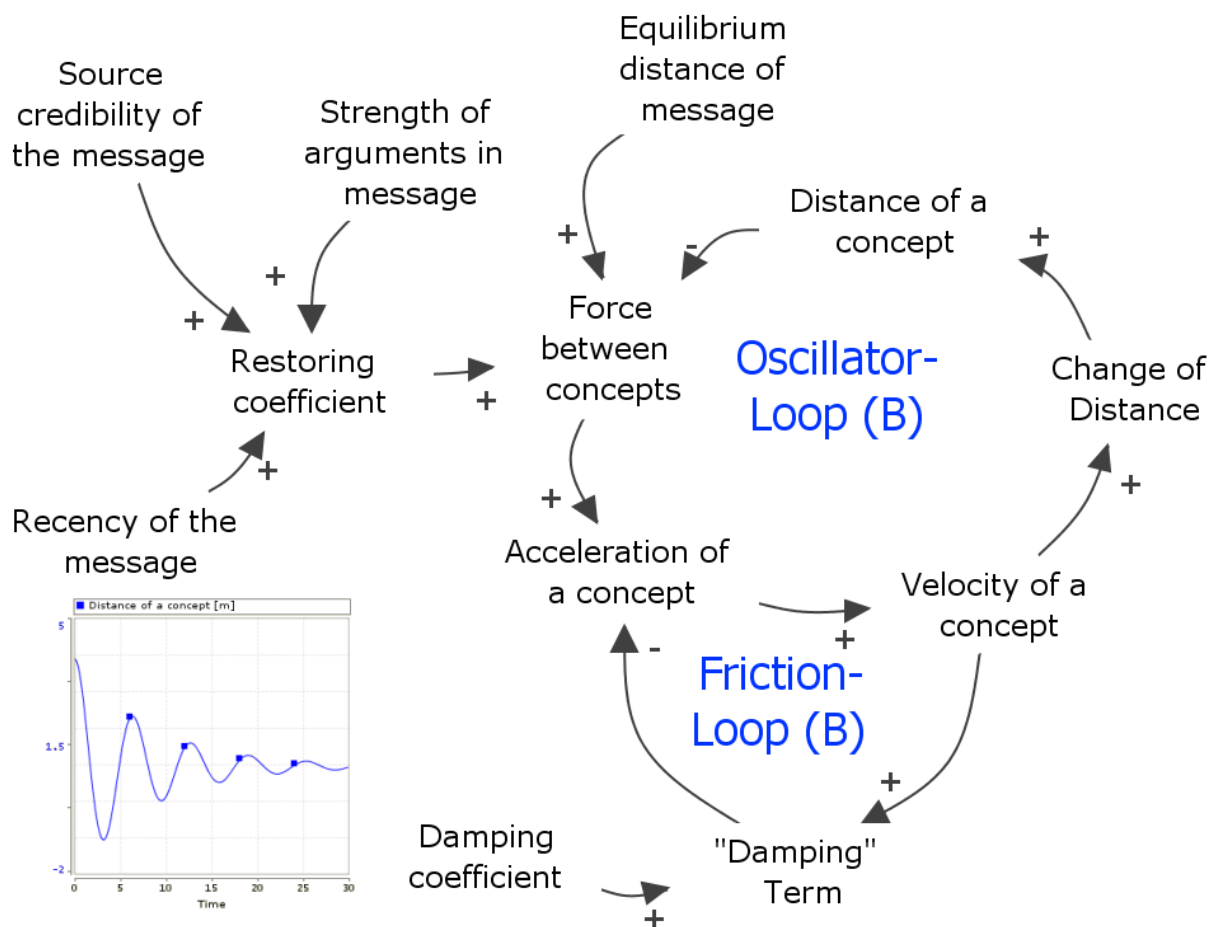 Source
credibility of
the message
Strength of
arguments in
message
Equilibrium
distance of
message
Distance of a
concept
+
-
+
+
+
Force
between
concepts
Restoring
coefficient
+
Oscillator-
Loop (B)
Change of
Distance
+
+
+
Recency of the
message
Acceleration of
a concept
Velocity of a
concept
+
-
Friction-
Loop (B)
+
Damping
coefficient
+
"Damping"
Term
Distance of a concept [m]
5
1.5
-2
0
5
10
15
20
25
30
Time